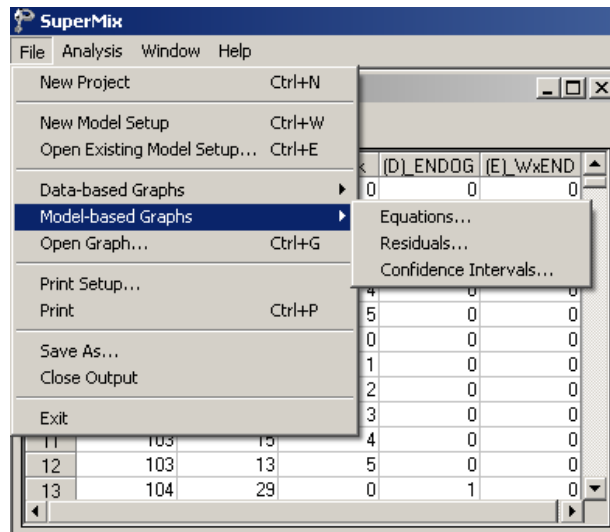 SuperMix
File Analysis Window Help
New Project Ctrl+N
New Model Setup Ctrl+W
Open Existing Model Setup... Ctrl+E
Data-based Graphs
Model-based Graphs
Open Graph... Ctrl+G
Print Setup...
Print Ctrl+P
Save As...
Close Output
Exit
Equations...
Residuals...
Confidence Intervals...
(D)_ENDOG (E)_WxEND
0 0 0
4 0 0
5 0 0
0 0 0
1 0 0
2 0 0
3 0 0
11 103 15 4 0 0
12 103 13 5 0 0
13 104 29 0 1 0